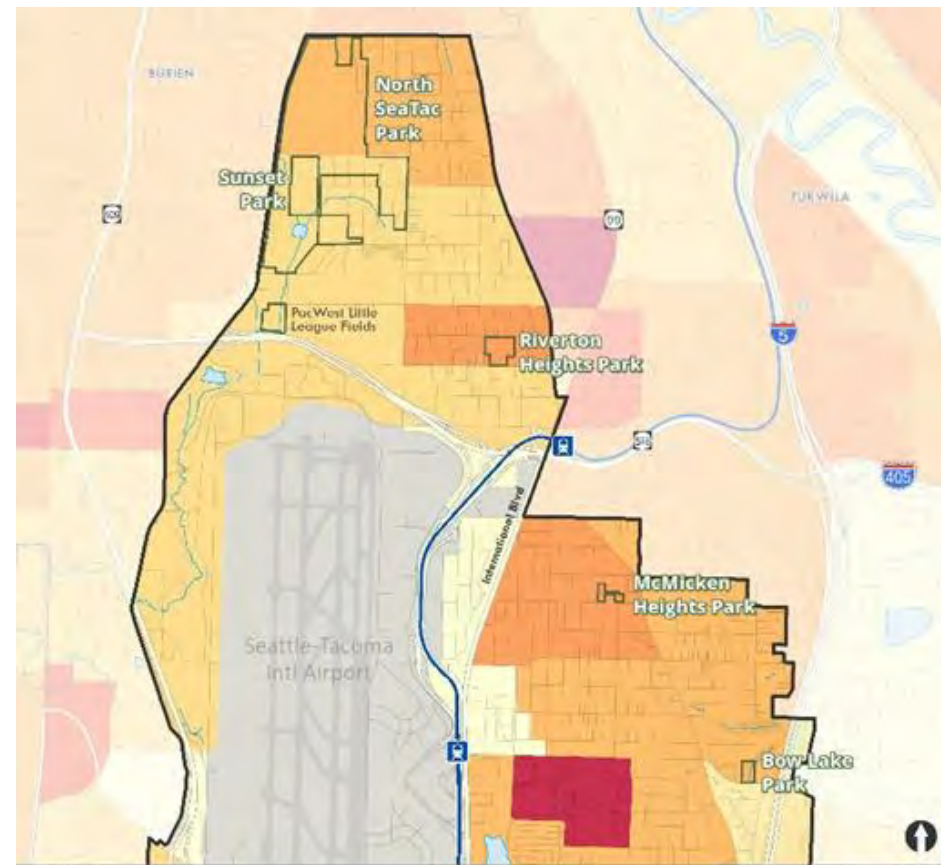 BURIEN
North
SeaTac
Park
Sunset
Park
TUKWILA
509
99
PacWest Little
League Fields
Riverton
Heights Park
5
518
405
International Blvd
McMicken
Heights Park
Seattle-Tacoma
Intl Airport
Bow Lake
Park